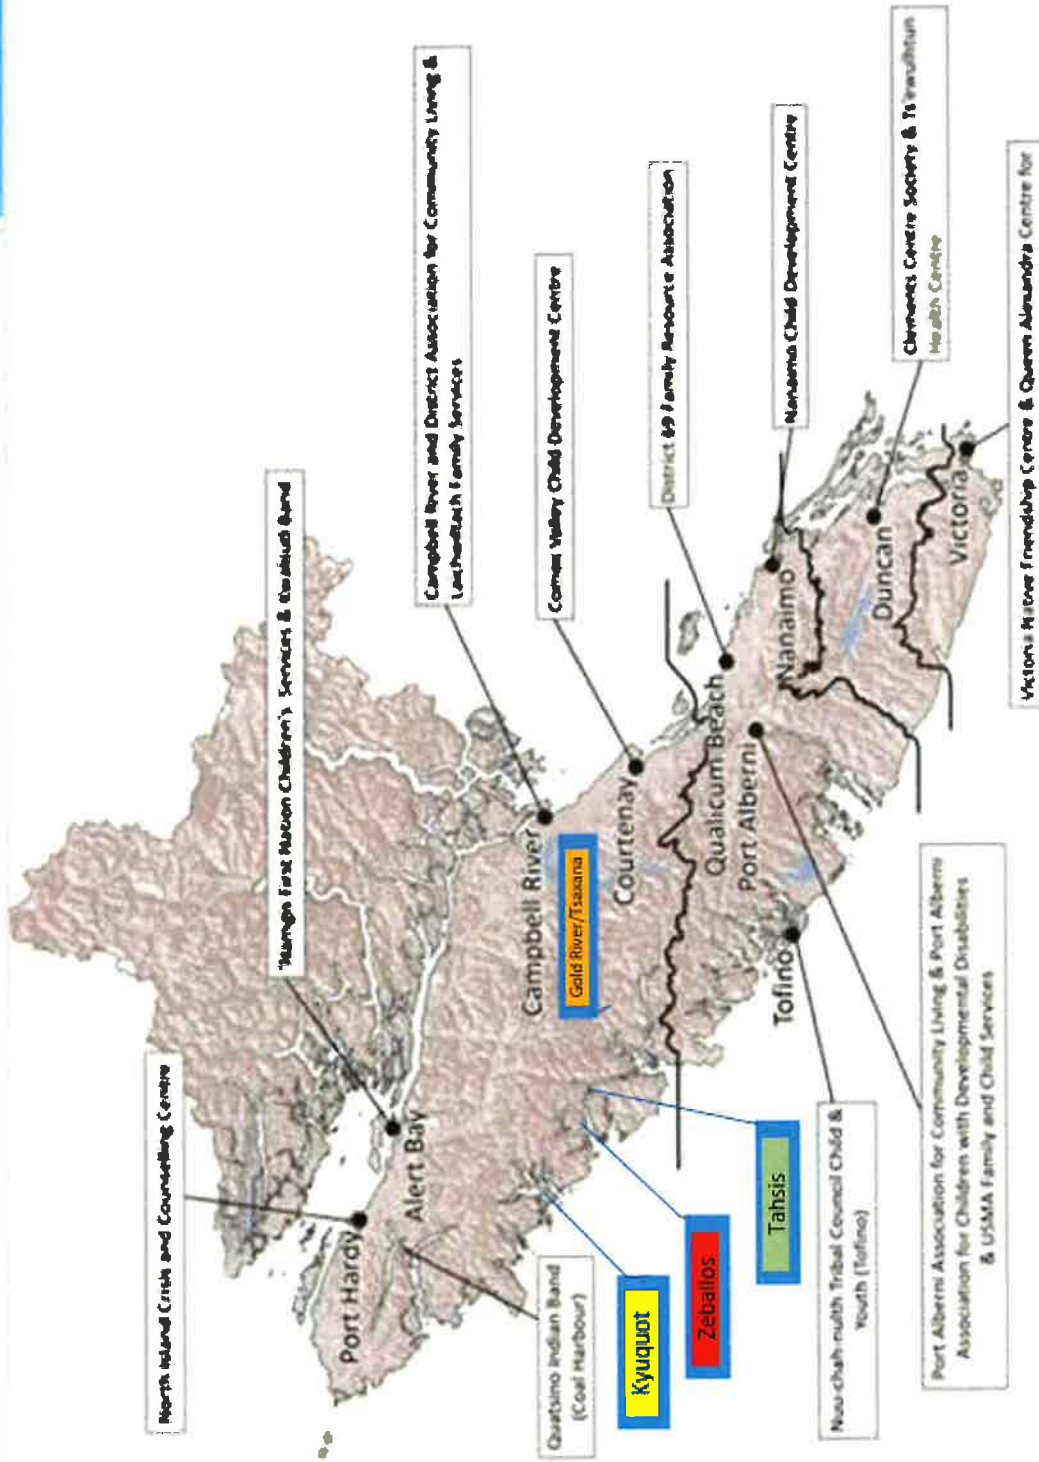 North Island Crisis and Counselling Centre
'Namgis First Nation Children's Services & Kwakiutl Band
Campbell River and District Association for Community Living &
Laichwiltach Family Services
Comox Valley Child Development Centre
District 69 Family Resource Association
Nanaimo Child Development Centre
Clements Centre Society &
Health Centre
Victoria Native Friendship Centre & Queen Alexandra Centre for
Port Hardy
Alert Bay
Campbell River
Gold River/Tsaxana
Courtenay
Qualicum Beach
Port Alberni
Nanaimo
Duncan
Victoria
Tofino
Quatsino Indian Band
(Coal Harbour)
Kyuquot
Zeballos
Tahsis
Nuu-chah-nulth Tribal Council Child &
Youth (Tofino)
Port Alberni Association for Community Living & Port Alberni
Association for Children with Developmental Disabilities
& USMA Family and Child Services